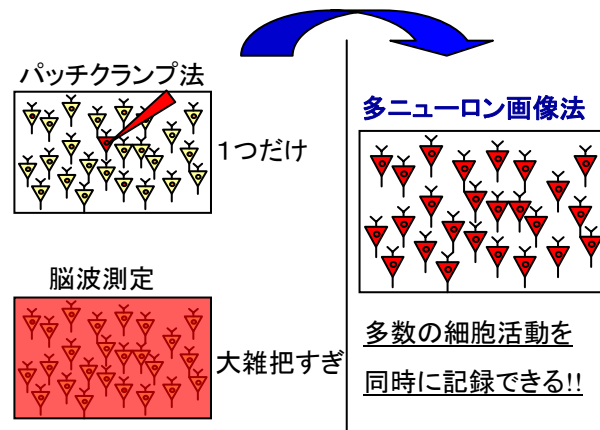 パッチクランプ法
1つだけ
脳波測定
大雑把すぎ
多ニューロン画像法
多数の細胞活動を
同時に記録できる!!